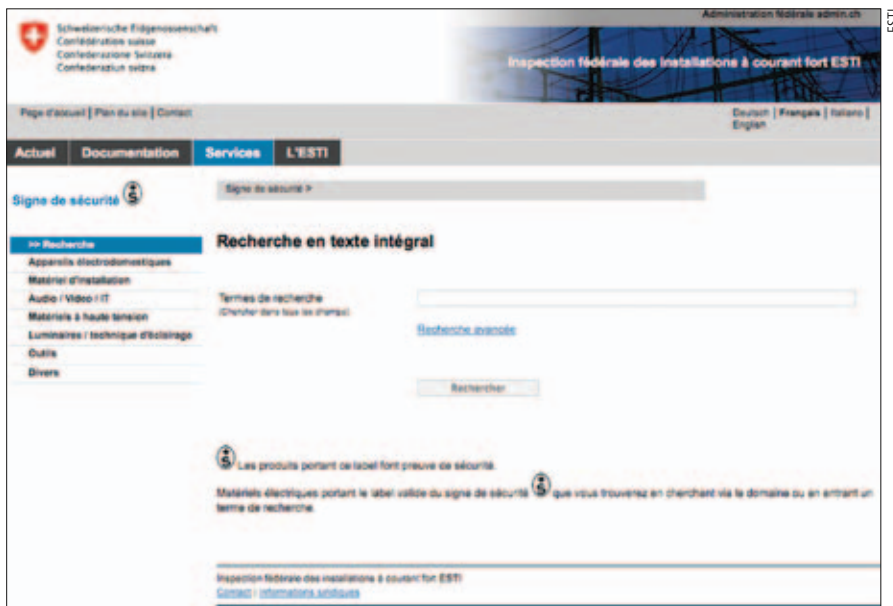 Administration fédérale admin.ch
ESTI
Schweizerische Eidgenossenschaft
Confédération suisse
Confederazione Svizzera
Confederaziun svizra
Inspection fédérale des installations à courant fort ESTI
Page d'accueil | Plan du site | Contact
Deutsch | Français | Italiano |
English
Actuel Documentation Services L'ESTI
Signe de sécurité
Signe de sécurité >
>> Recherche
Appareils électrodomestiques
Matériel d'installation
Audio / Video / IT
Matériels à haute tension
Luminaires / technique d'éclairage
Outils
Divers
Recherche en texte intégral
Termes de recherche
(Chercher dans tous les champs)
Recherche avancée
Rechercher
Les produits portant ce label font preuve de sécurité.
Matériels électriques portant le label valide du signe de sécurité que vous trouverez en cherchant via le domaine ou en entrant un
terme de recherche.
Inspection fédérale des installations à courant fort ESTI
Contact | Informations juridiques